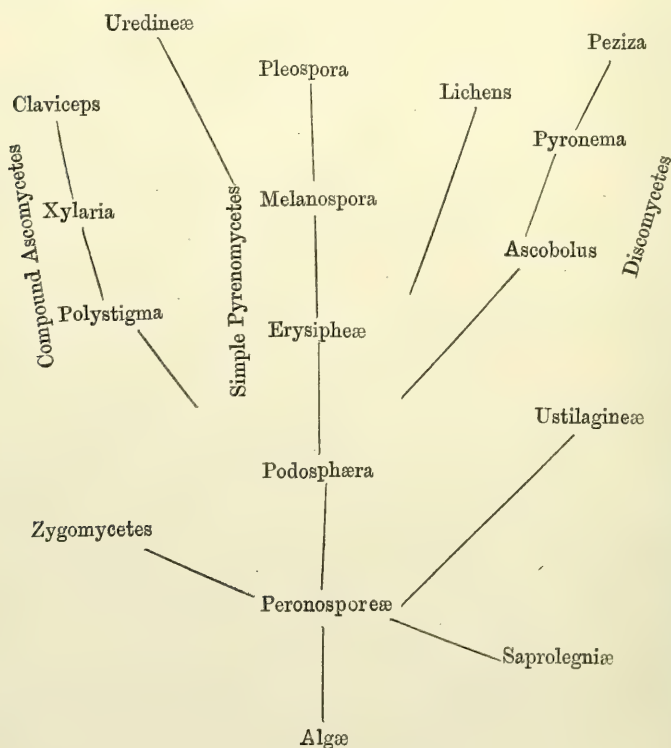 Uredineæ
Peziza
Pleospora
Lichens
Claviceps
Pyronema
Compound Ascomycetes
Xylaria
Simple Pyrenomycetes
Melanospora
Discomycetes
Ascobolus
Polystigma
Erysipheæ
Ustilagineæ
Podosphæra
Zygomycetes
Peronosporeæ
Saprolegniæ
Algæ